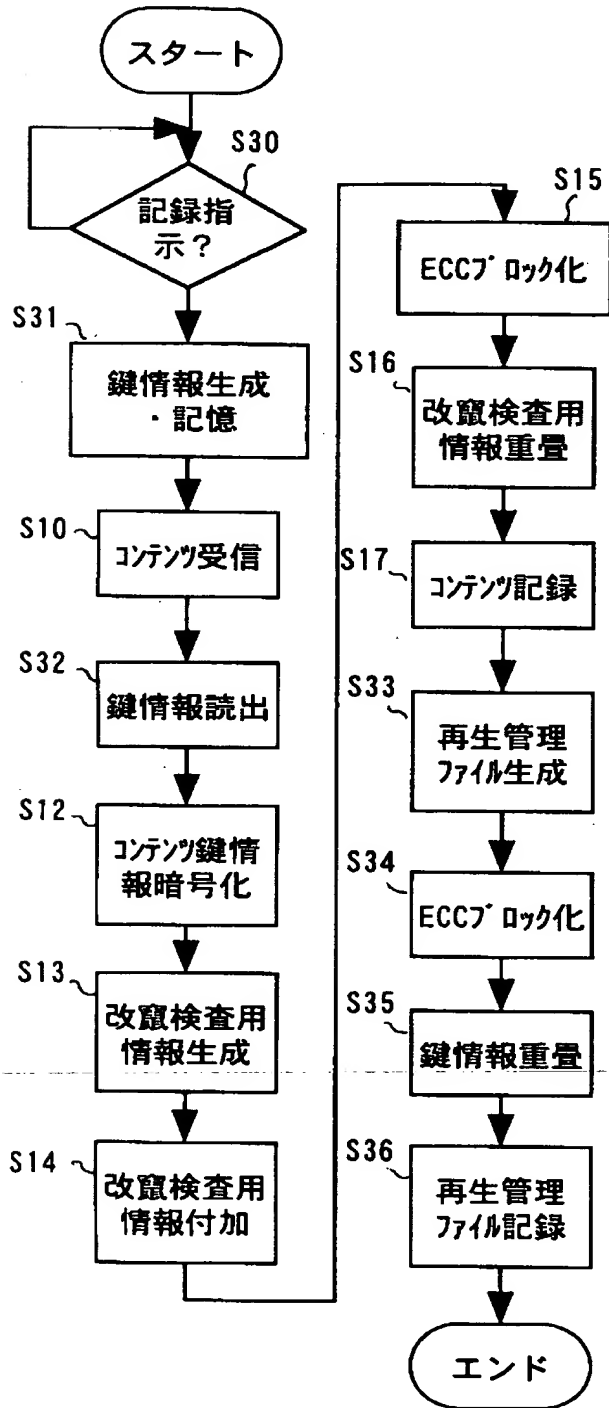 スタート
S30
記録指
示？
S31
鍵情報生成
・記憶
S10
コンテンツ受信
S32
鍵情報読出
S12
コンテンツ鍵情
報暗号化
S13
改竄検査用
情報生成
S14
改竄検査用
情報付加
S15
ECCブロック化
S16
改竄検査用
情報重畳
S17
コンテンツ記録
S33
再生管理
ファイル生成
S34
ECCブロック化
S35
鍵情報重畳
S36
再生管理
ファイル記録
エンド